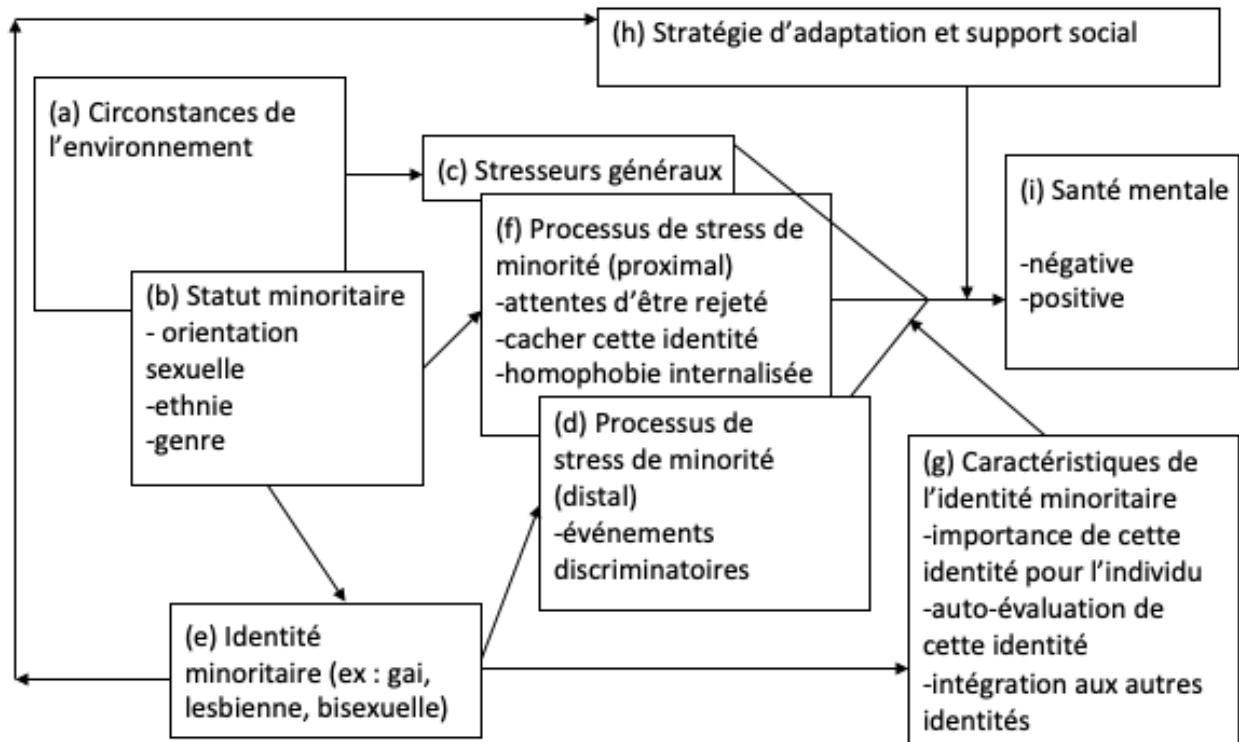 (h) Stratégie d'adaptation et support social
(a) Circonstances de
l'environnement
(c) Stresseurs généraux
(i) Santé mentale
-négative
-positive
(f) Processus de stress de
minorité (proximal)
-attentes d'être rejeté
-cacher cette identité
-homophobie internalisée
(b) Statut minoritaire
- orientation
sexuelle
-ethnie
-genre
(d) Processus de
stress de minorité
(distal)
-événements
discriminatoires
(g) Caractéristiques de
l'identité minoritaire
-importance de cette
identité pour l'individu
-auto-évaluation de
cette identité
-intégration aux autres
identités
(e) Identité
minoritaire (ex : gai,
lesbienne, bisexuelle)